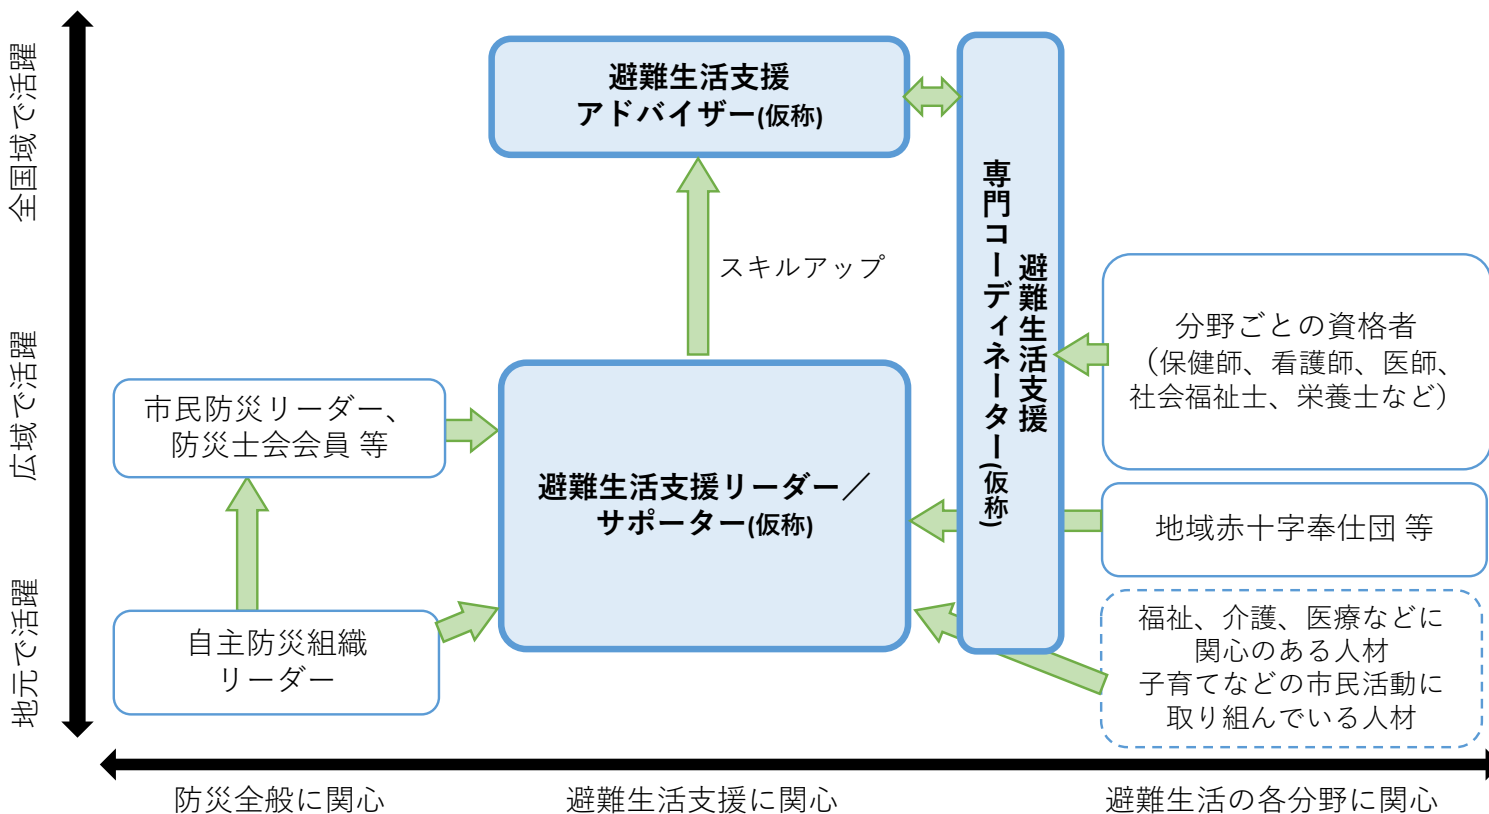 全国域で活躍
広域で活躍
地元で活躍
避難生活支援
アドバイザー(仮称)
スキルアップ
避難生活支援
専門コーディネーター(仮称)
分野ごとの資格者
（保健師、看護師、医師、
社会福祉士、栄養士など）
市民防災リーダー、
防災士会会員 等
避難生活支援リーダー／
サポーター(仮称)
地域赤十字奉仕団 等
自主防災組織
リーダー
福祉、介護、医療などに
関心のある人材
子育てなどの市民活動に
取り組んでいる人材
防災全般に関心
避難生活支援に関心
避難生活の各分野に関心